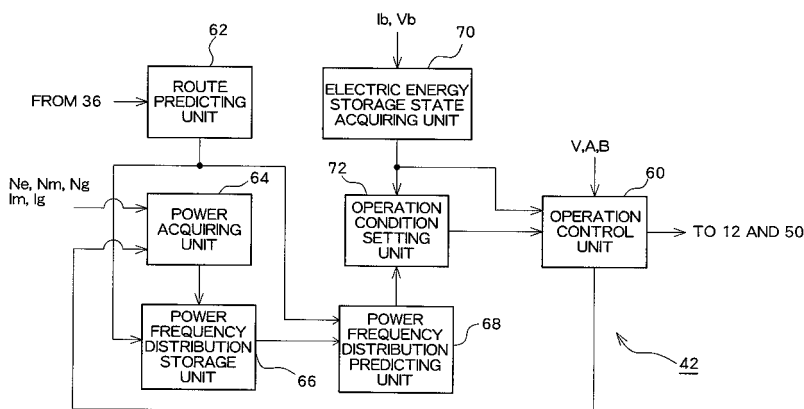 62
Ib, Vb
70
ROUTE
PREDICTING
UNIT
FROM 36
ELECTRIC ENERGY
STORAGE STATE
ACQUIRING UNIT
V,A,B
Ne, Nm, Ng
Im, Ig
64
72
60
POWER
ACQUIRING
UNIT
OPERATION
CONDITION
SETTING
UNIT
OPERATION
CONTROL
UNIT
TO 12 AND 50
POWER
FREQUENCY
DISTRIBUTION
STORAGE
UNIT
66
POWER
FREQUENCY
DISTRIBUTION
PREDICTING
UNIT
68
42